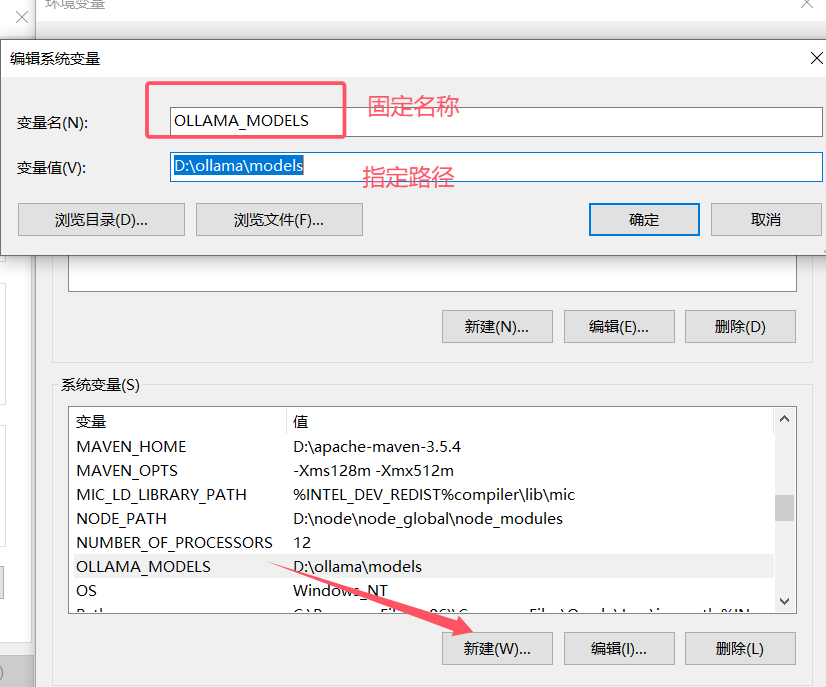 环境变量
编辑系统变量
变量名(N):
OLLAMA_MODELS
固定名称
变量值(V):
D:\ollama\models
指定路径
浏览目录(D)...
浏览文件(F)...
确定
取消
新建(N)...
编辑(E)...
删除(D)
系统变量(S)
变量 值
MAVEN_HOME D:\apache-maven-3.5.4
MAVEN_OPTS -Xms128m -Xmx512m
MIC_LD_LIBRARY_PATH %INTEL_DEV_REDIST%compiler\lib\mic
NODE_PATH D:\node\node_global\node_modules
NUMBER_OF_PROCESSORS 12
OLLAMA_MODELS D:\ollama\models
OS Windows_NT
新建(W)...
编辑(I)...
删除(L)